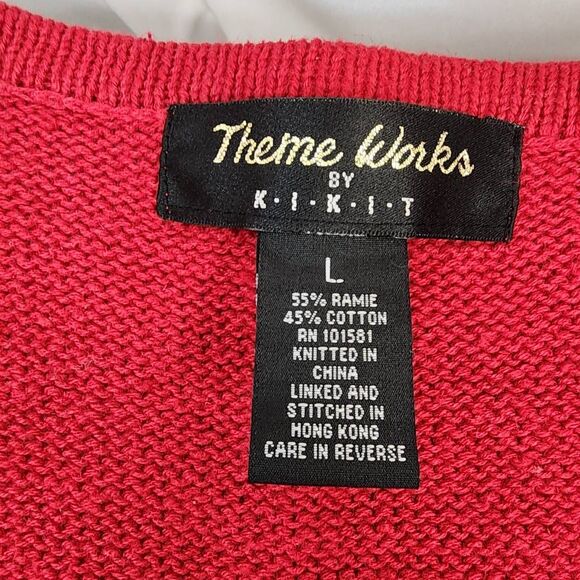 Theme Works
BY
K·I·K·I·T
L
55% RAMIE
45% COTTON
RN 101581
KNITTED IN
CHINA
LINKED AND
STITCHED IN
HONG KONG
CARE IN REVERSE